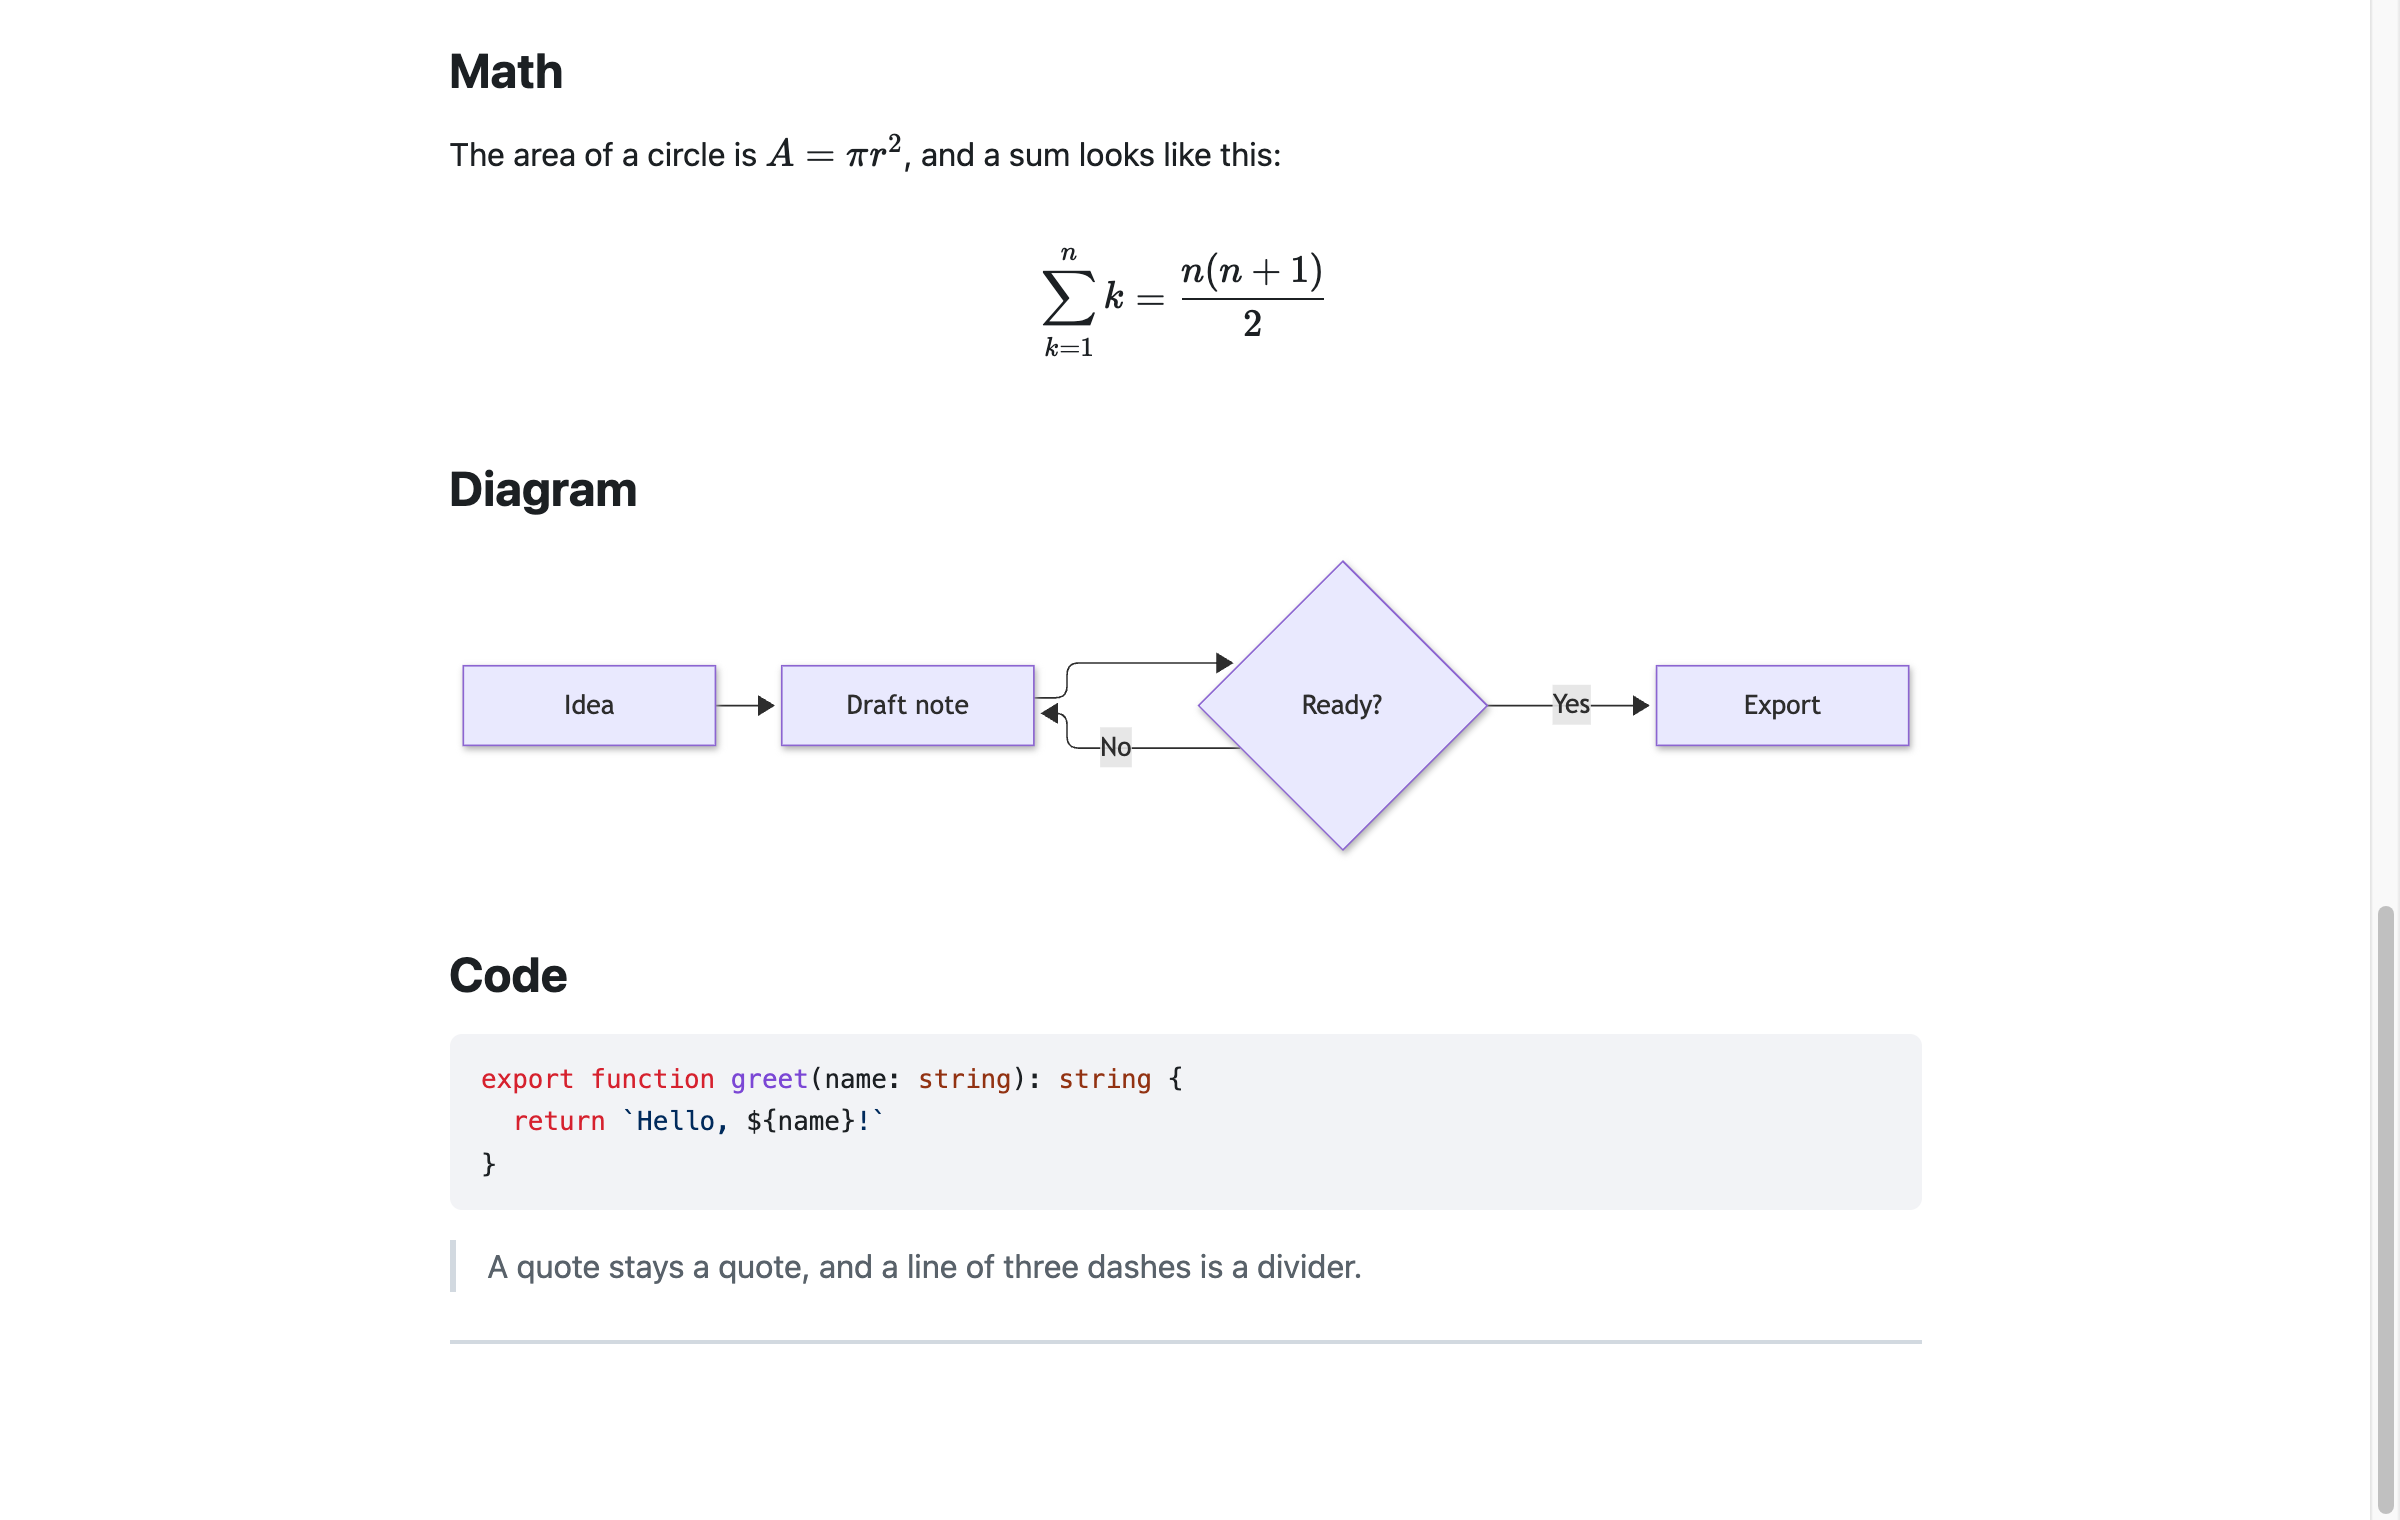 Math
The area of a circle is A = πr², and a sum looks like this:
n
∑ k = n(n + 1)
k=1
2
Diagram
Idea
Draft note
No
Ready?
Yes
Export
Code
export function greet(name: string): string {
  return `Hello, ${name}!`
}
A quote stays a quote, and a line of three dashes is a divider.